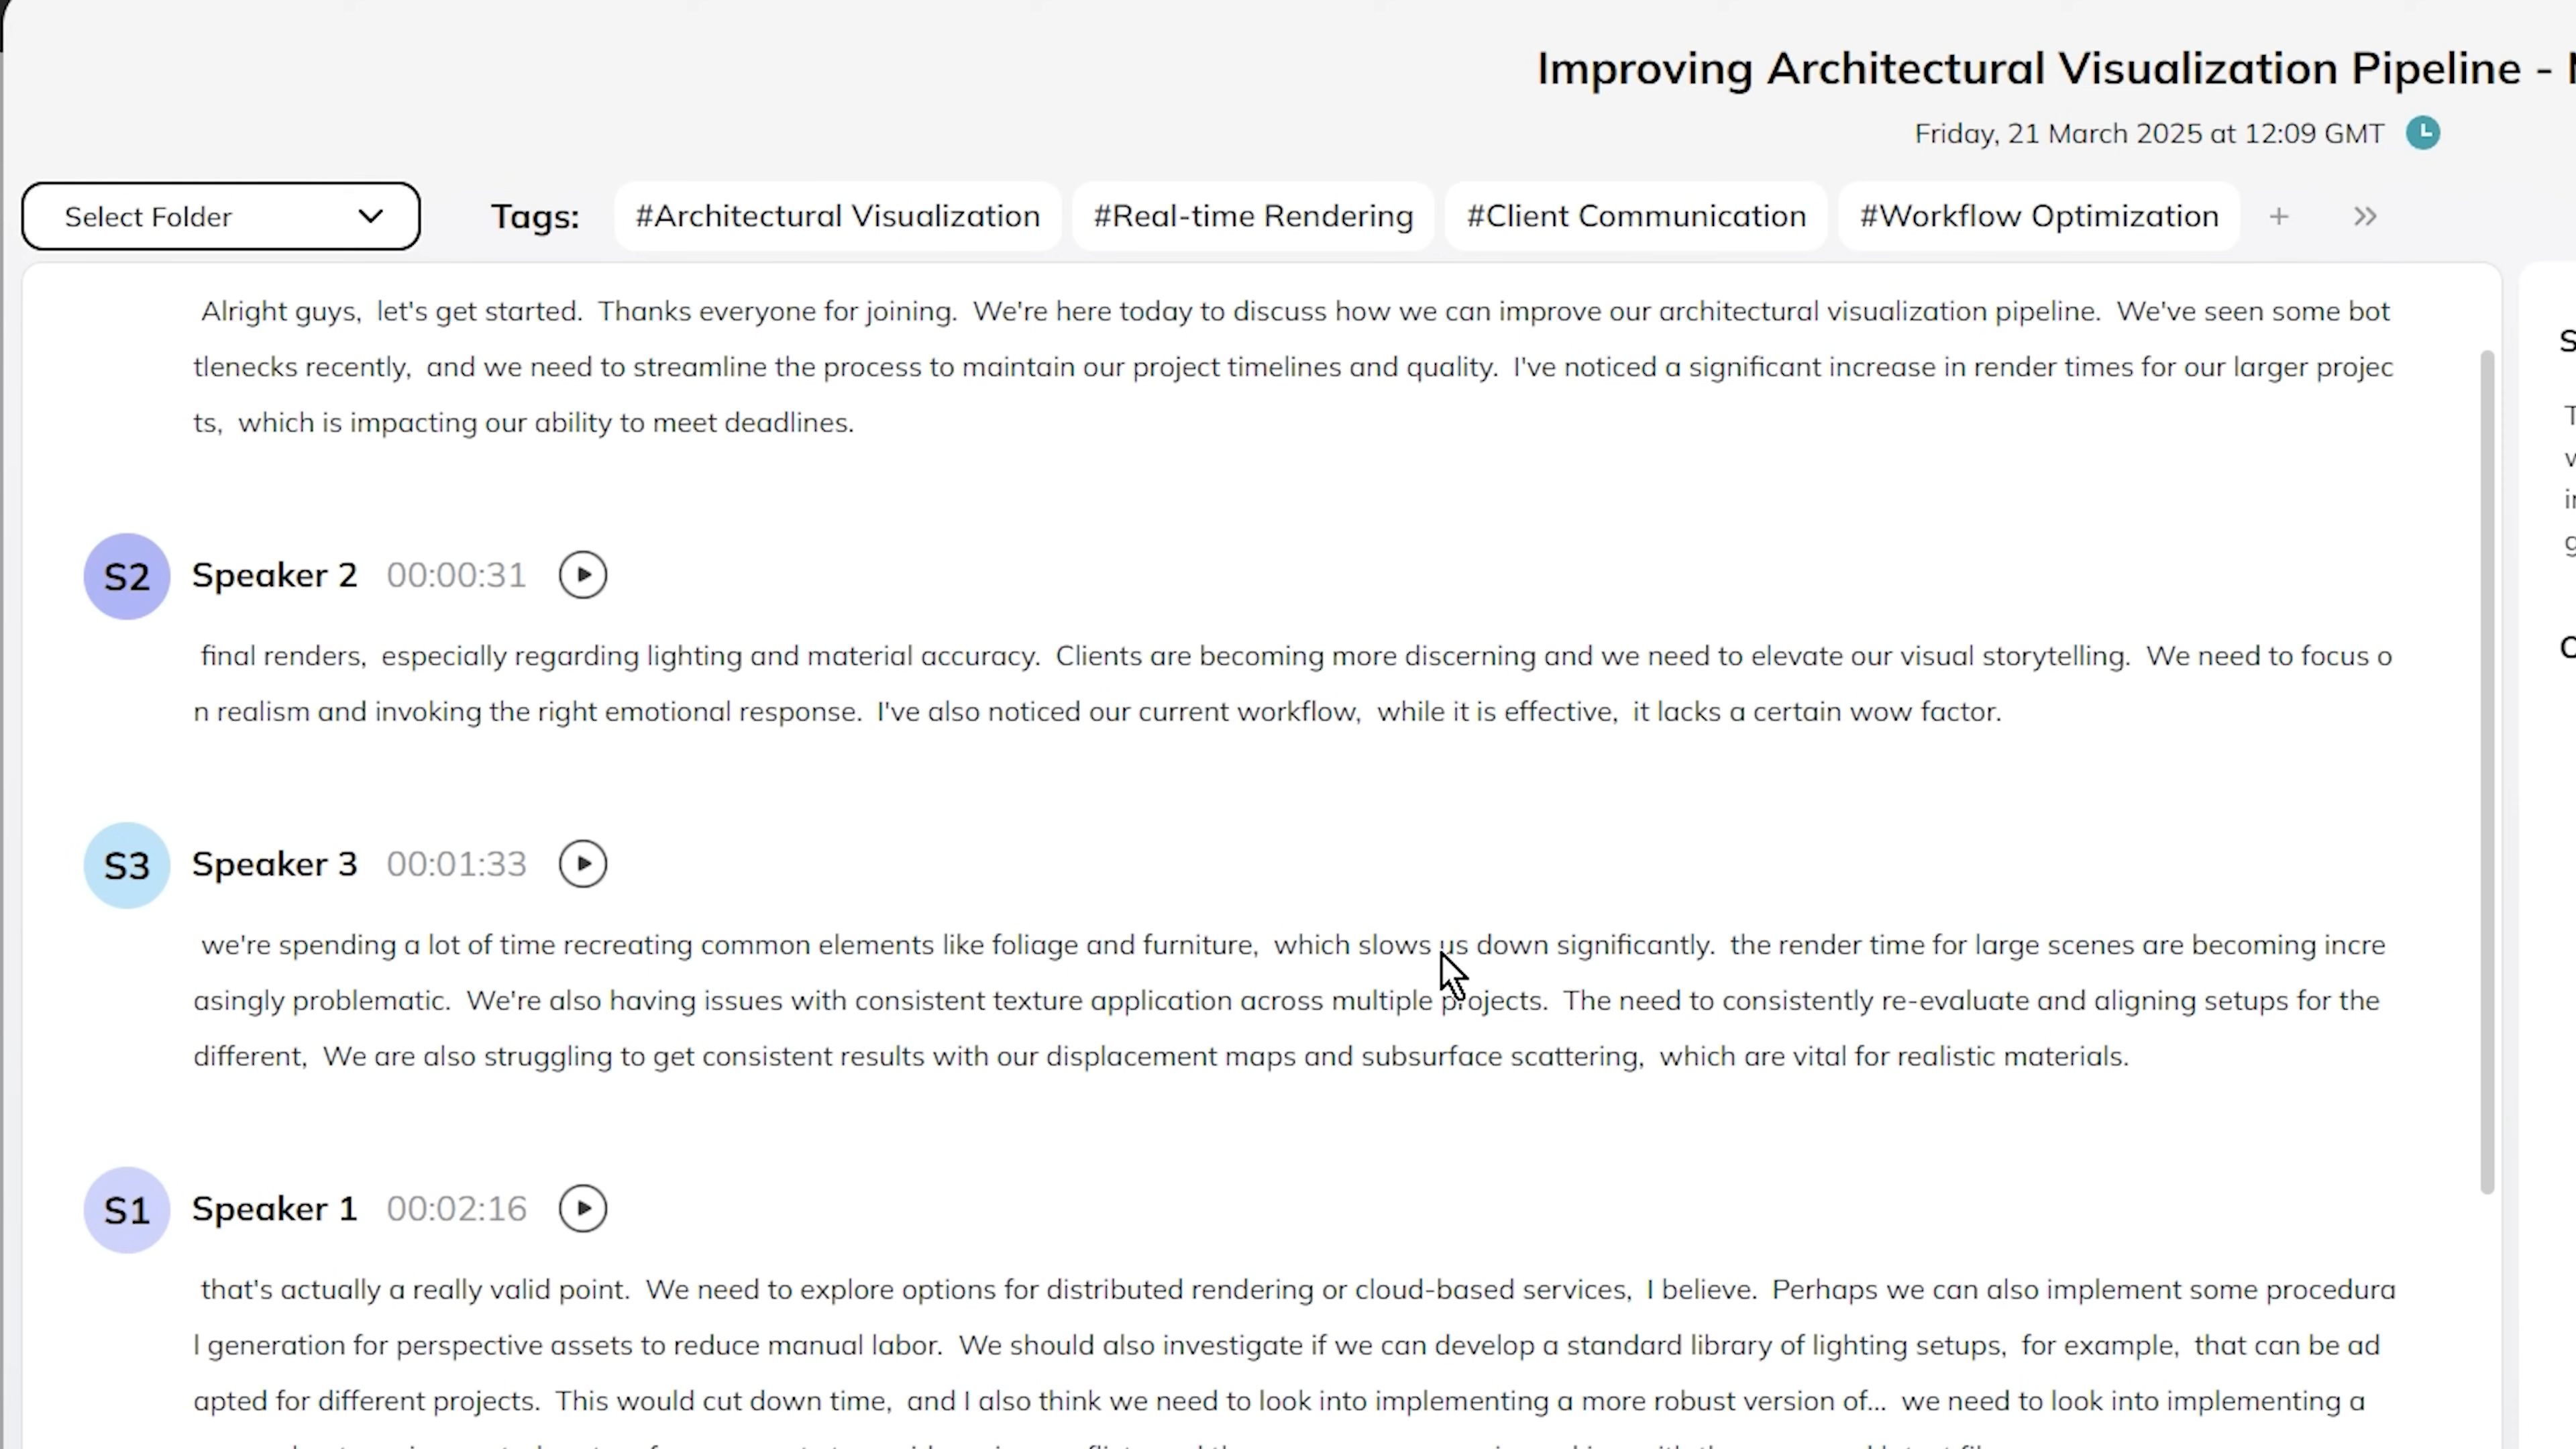 Improving Architectural Visualization Pipeline -
Friday, 21 March 2025 at 12:09 GMT
Select Folder
Tags: #Architectural Visualization #Real-time Rendering #Client Communication #Workflow Optimization + »
Alright guys, let's get started. Thanks everyone for joining. We're here today to discuss how we can improve our architectural visualization pipeline. We've seen some bot
tlenecks recently, and we need to streamline the process to maintain our project timelines and quality. I've noticed a significant increase in render times for our larger projec
ts, which is impacting our ability to meet deadlines.
S2 Speaker 2 00:00:31
final renders, especially regarding lighting and material accuracy. Clients are becoming more discerning and we need to elevate our visual storytelling. We need to focus o
n realism and invoking the right emotional response. I've also noticed our current workflow, while it is effective, it lacks a certain wow factor.
S3 Speaker 3 00:01:33
we're spending a lot of time recreating common elements like foliage and furniture, which slows us down significantly. the render time for large scenes are becoming incre
asingly problematic. We're also having issues with consistent texture application across multiple projects. The need to consistently re-evaluate and aligning setups for the
different, We are also struggling to get consistent results with our displacement maps and subsurface scattering, which are vital for realistic materials.
S1 Speaker 1 00:02:16
that's actually a really valid point. We need to explore options for distributed rendering or cloud-based services, I believe. Perhaps we can also implement some procedura
l generation for perspective assets to reduce manual labor. We should also investigate if we can develop a standard library of lighting setups, for example, that can be ad
apted for different projects. This would cut down time, and I also think we need to look into implementing a more robust version of... we need to look into implementing a